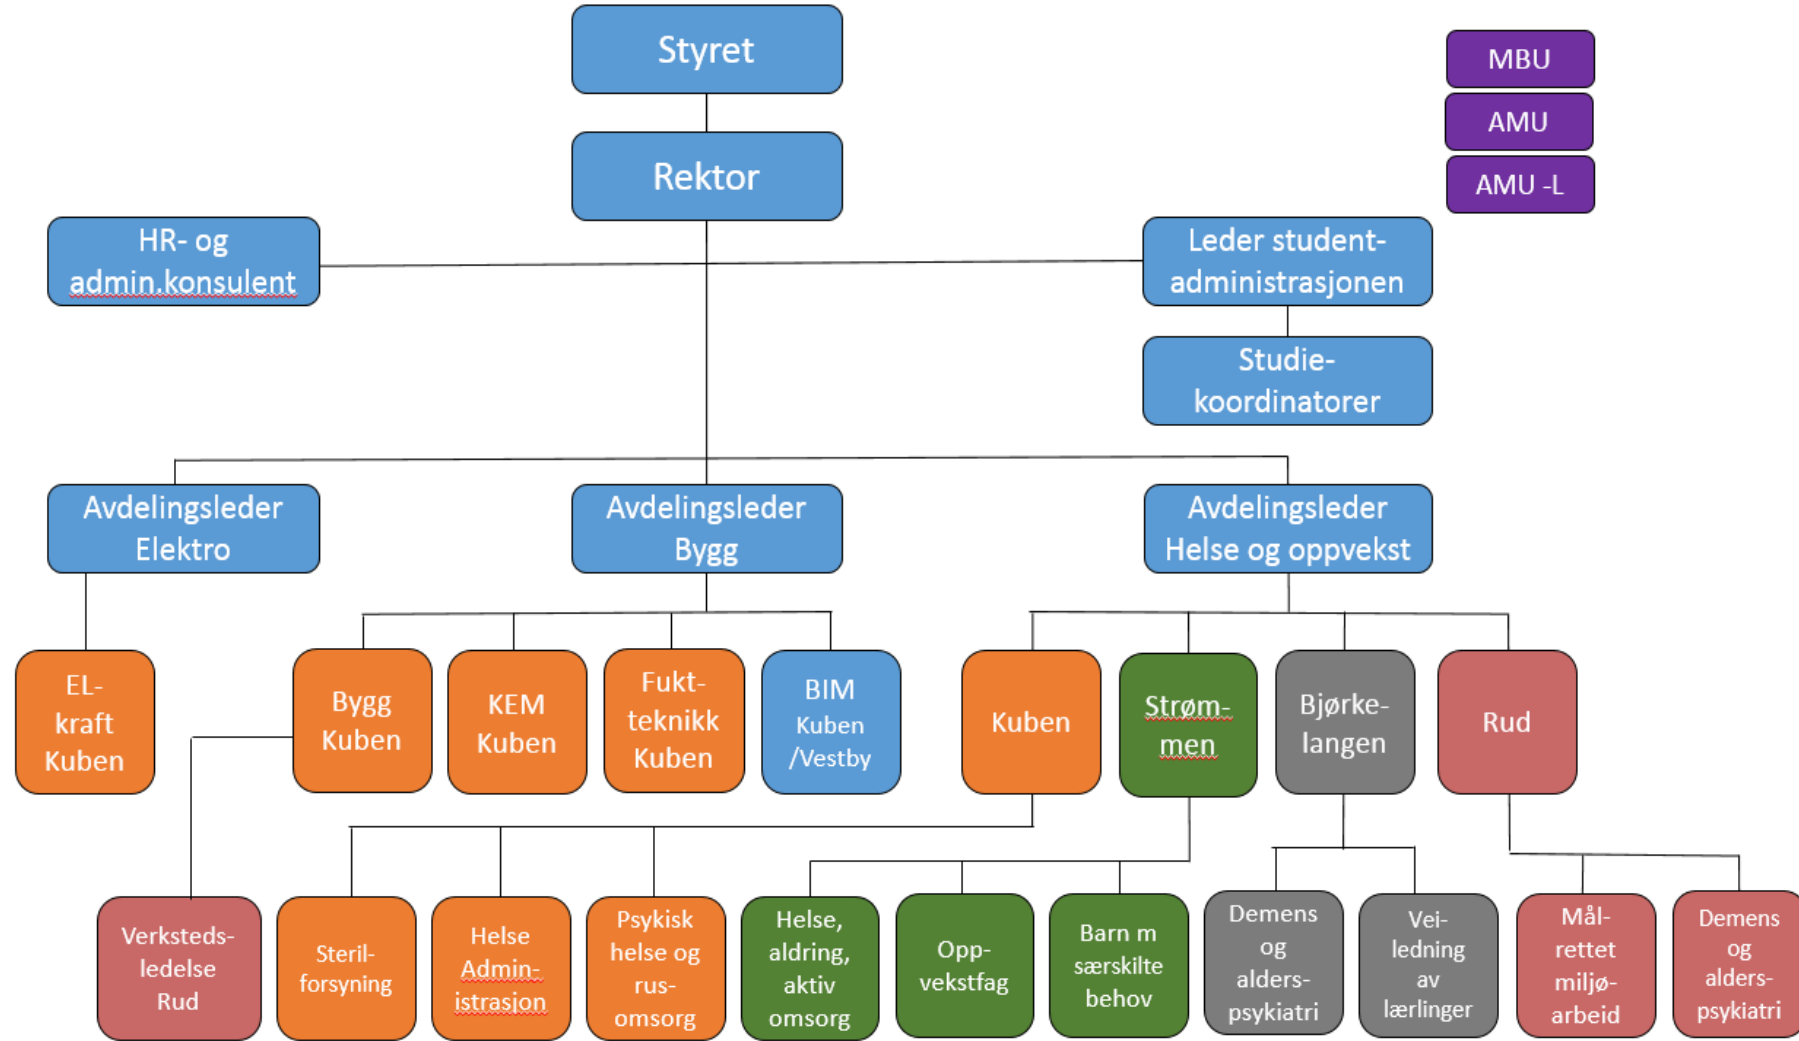 Styret
MBU
AMU
AMU -L
Rektor
HR- og
admin.konsulent
Leder student-
administrasjonen
Studie-
koordinatorer
Avdelingsleder
Elektro
Avdelingsleder
Bygg
Avdelingsleder
Helse og oppvekst
EL-
kraft
Kuben
Bygg
Kuben
KEM
Kuben
Fukt-
teknikk
Kuben
BIM
Kuben
/Vestby
Kuben
Strøm-
men
Bjørke-
langen
Rud
Verksteds-
ledelse
Rud
Steril-
forsyning
Helse
Admin-
istrasjon
Psykisk
helse og
rus-
omsorg
Helse,
aldring,
aktiv
omsorg
Opp-
vekstfag
Barn m
særskilte
behov
Demens
og
alders-
psykiatri
Vei-
ledning
av
lærlinger
Mål-
rettet
miljø-
arbeid
Demens
og
alders-
psykiatri